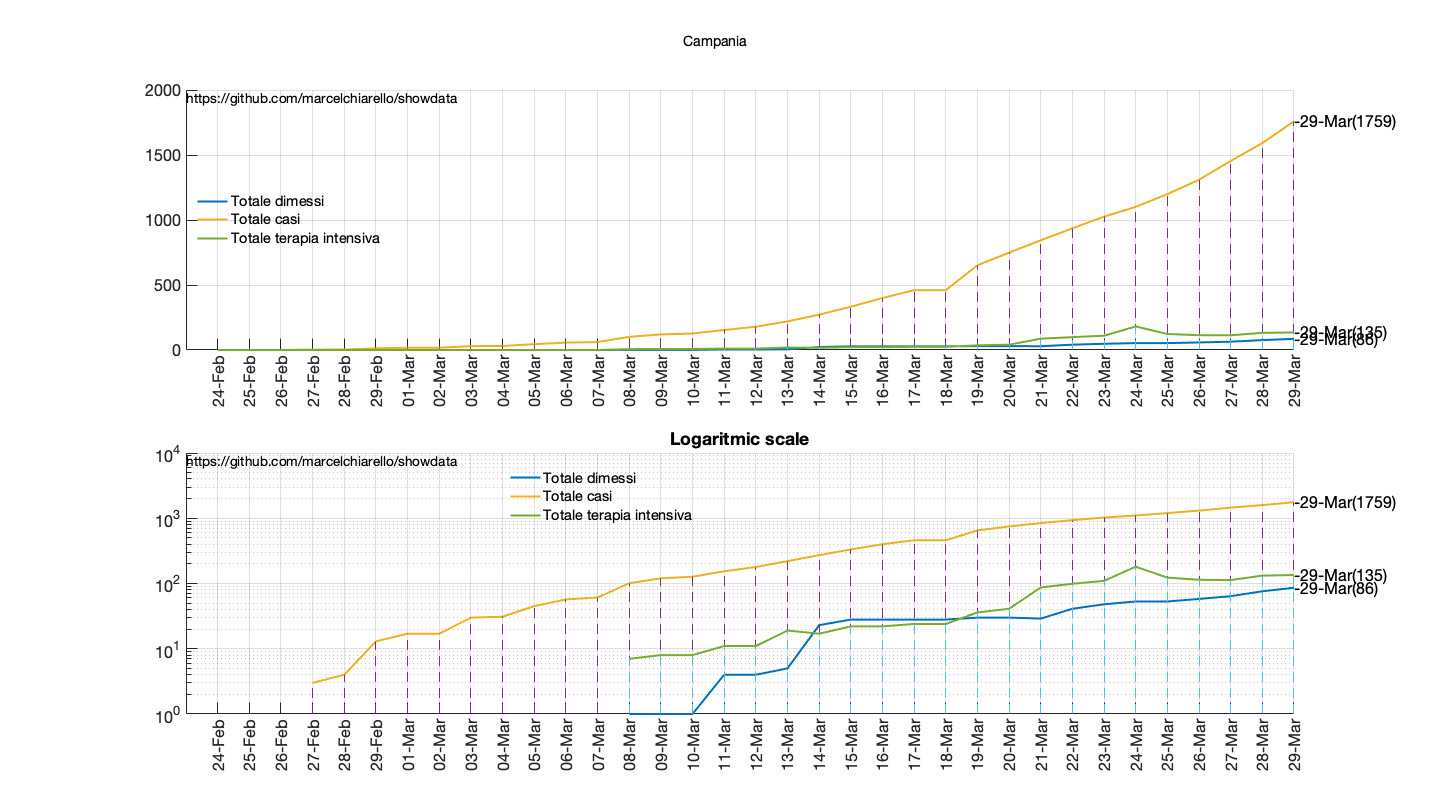 Campania
2000
1500
1000
500
0
https://github.com/marcelchiarello/showdata
Totale dimessi
Totale casi
Totale terapia intensiva
-29-Mar(1759)
-29-Mar(135)
-29-Mar(86)
24-Feb
25-Feb
26-Feb
27-Feb
28-Feb
29-Feb
01-Mar
02-Mar
03-Mar
04-Mar
05-Mar
06-Mar
07-Mar
08-Mar
09-Mar
10-Mar
11-Mar
12-Mar
13-Mar
14-Mar
15-Mar
16-Mar
17-Mar
18-Mar
19-Mar
20-Mar
21-Mar
22-Mar
23-Mar
24-Mar
25-Mar
26-Mar
27-Mar
28-Mar
29-Mar
Logaritmic scale
10^4
10^3
10^2
10^1
10^0
https://github.com/marcelchiarello/showdata
Totale dimessi
Totale casi
Totale terapia intensiva
-29-Mar(1759)
-29-Mar(135)
-29-Mar(86)
24-Feb
25-Feb
26-Feb
27-Feb
28-Feb
29-Feb
01-Mar
02-Mar
03-Mar
04-Mar
05-Mar
06-Mar
07-Mar
08-Mar
09-Mar
10-Mar
11-Mar
12-Mar
13-Mar
14-Mar
15-Mar
16-Mar
17-Mar
18-Mar
19-Mar
20-Mar
21-Mar
22-Mar
23-Mar
24-Mar
25-Mar
26-Mar
27-Mar
28-Mar
29-Mar